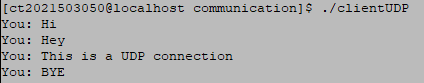 [ct2021503050@localhost communication]$ ./clientUDP
You: Hi
You: Hey
You: This is a UDP connection
You: BYE